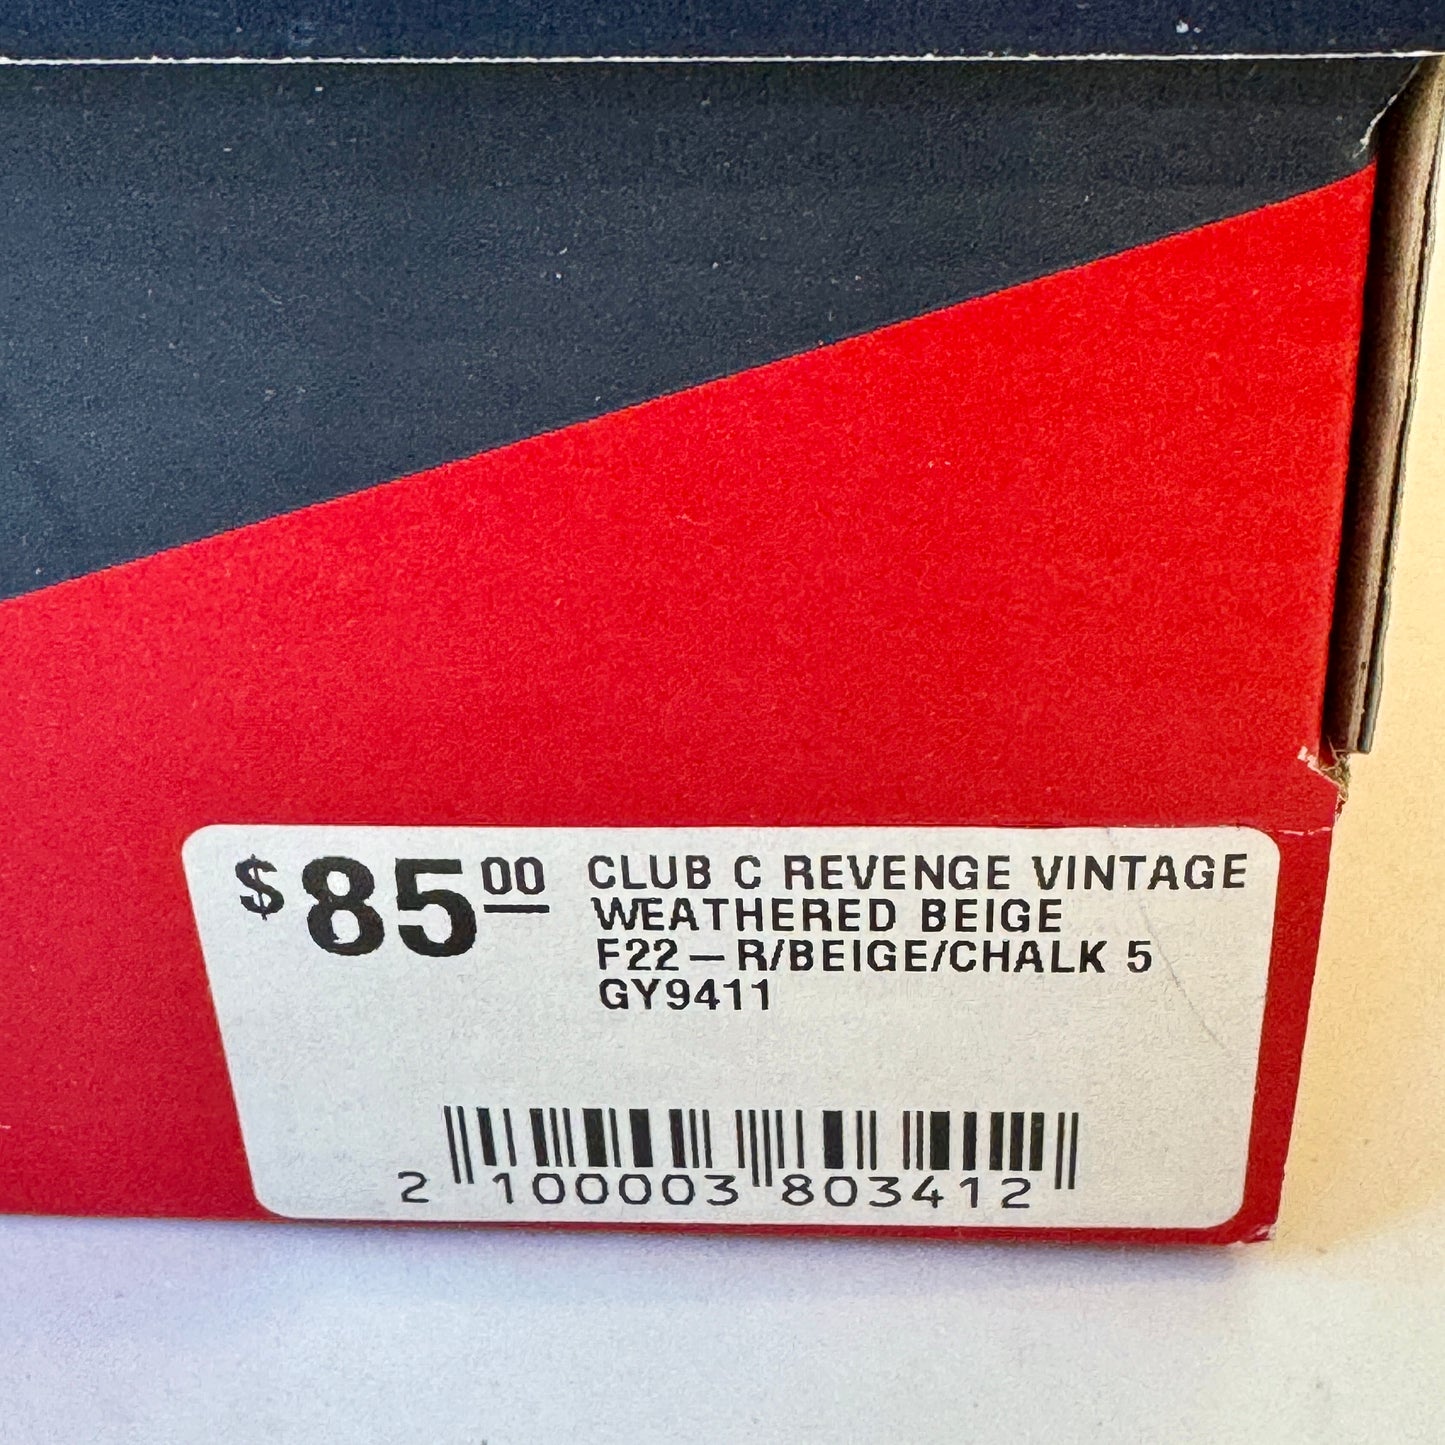 $85.00
CLUB C REVENGE VINTAGE
WEATHERED BEIGE
F22-R/BEIGE/CHALK 5
GY9411
2 100003 803412